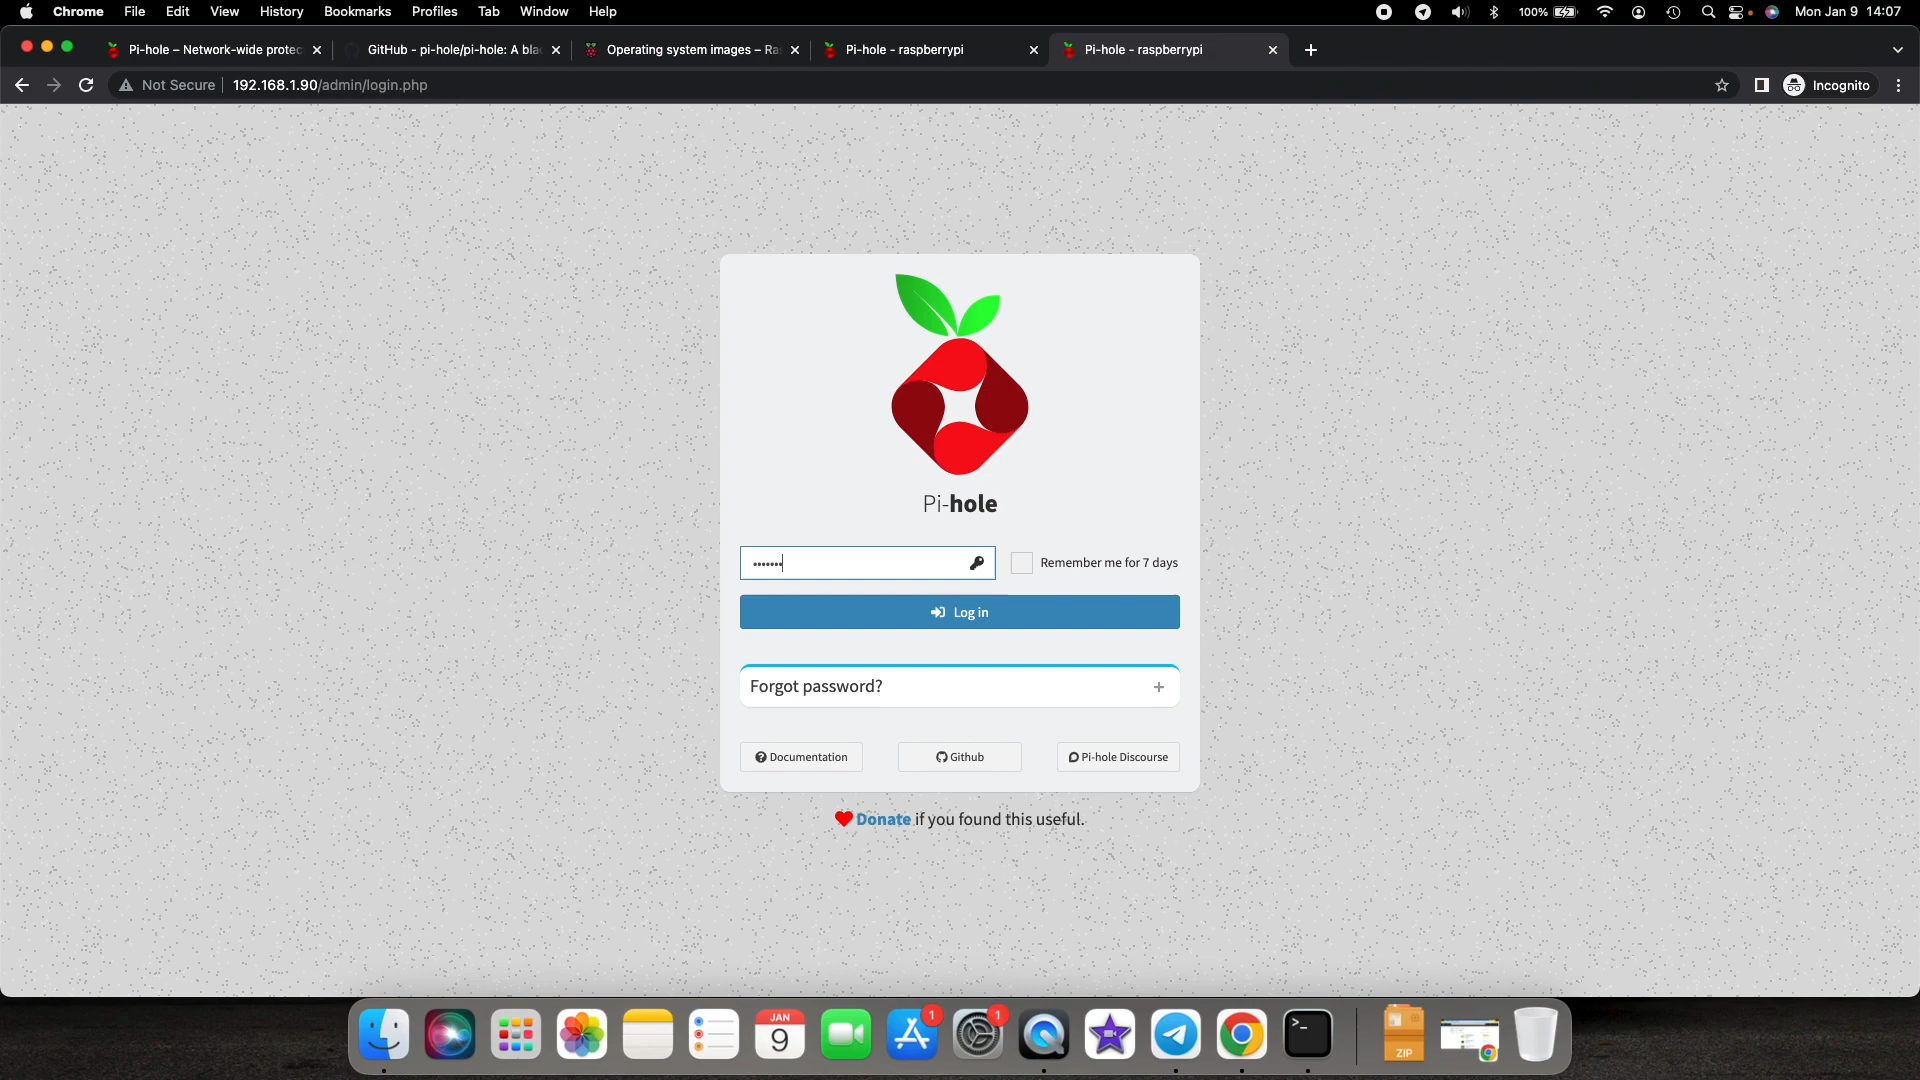 Chrome File Edit View History Bookmarks Profiles Tab Window Help 100% Mon Jan 9 14:07
Pi-hole – Network-wide protec GitHub - pi-hole/pi-hole: A bla Operating system images – Ra Pi-hole - raspberrypi Pi-hole - raspberrypi
Not Secure 192.168.1.90/admin/login.php Incognito
Pi-hole
••••••• Remember me for 7 days
Log in
Forgot password? +
Documentation Github Pi-hole Discourse
Donate if you found this useful.
JAN 1 1
9 >_ ZIP